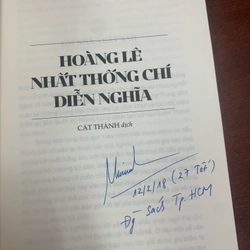 HOÀNG LÊ
NHẤT THỐNG CHÍ
DIỄN NGHĨA
CÁT THÀNH dịch
12/2/18 (27 Tết)
Đg Sách Tp. HCM